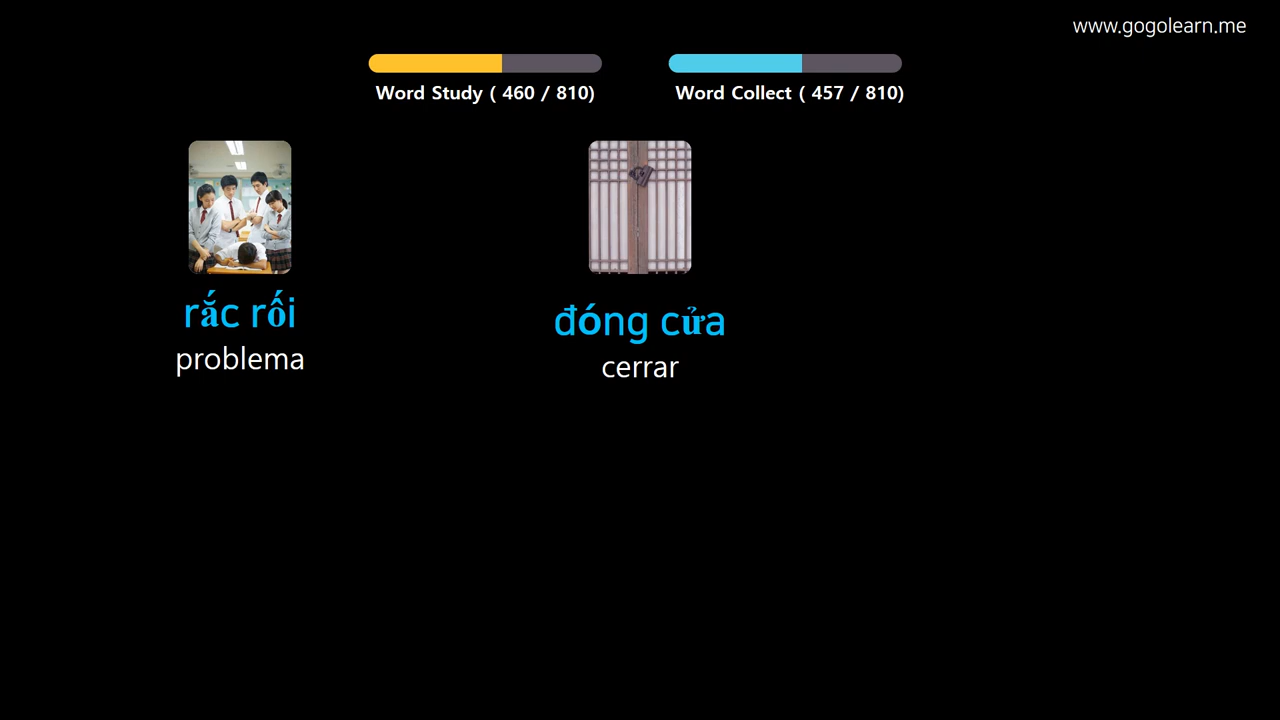 www.gogolearn.me
Word Study ( 460 / 810)
Word Collect ( 457 / 810)
rắc rối
problema
đóng cửa
cerrar